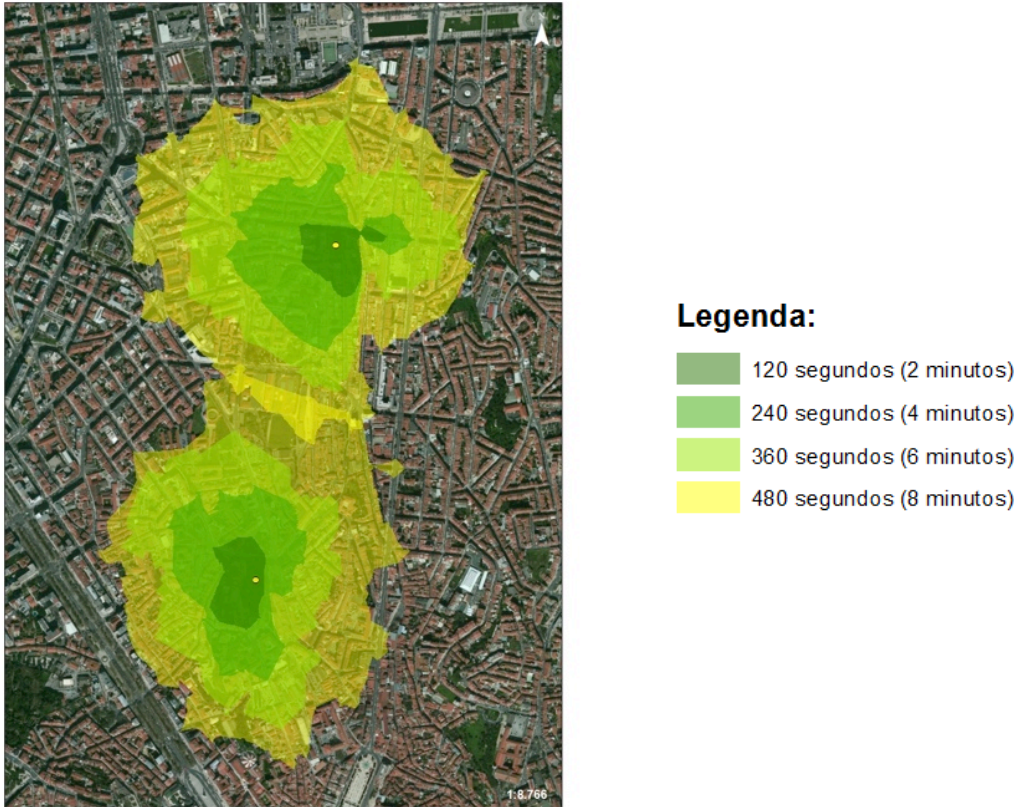 1:8.766
Legenda:
120 segundos (2 minutos)
240 segundos (4 minutos)
360 segundos (6 minutos)
480 segundos (8 minutos)